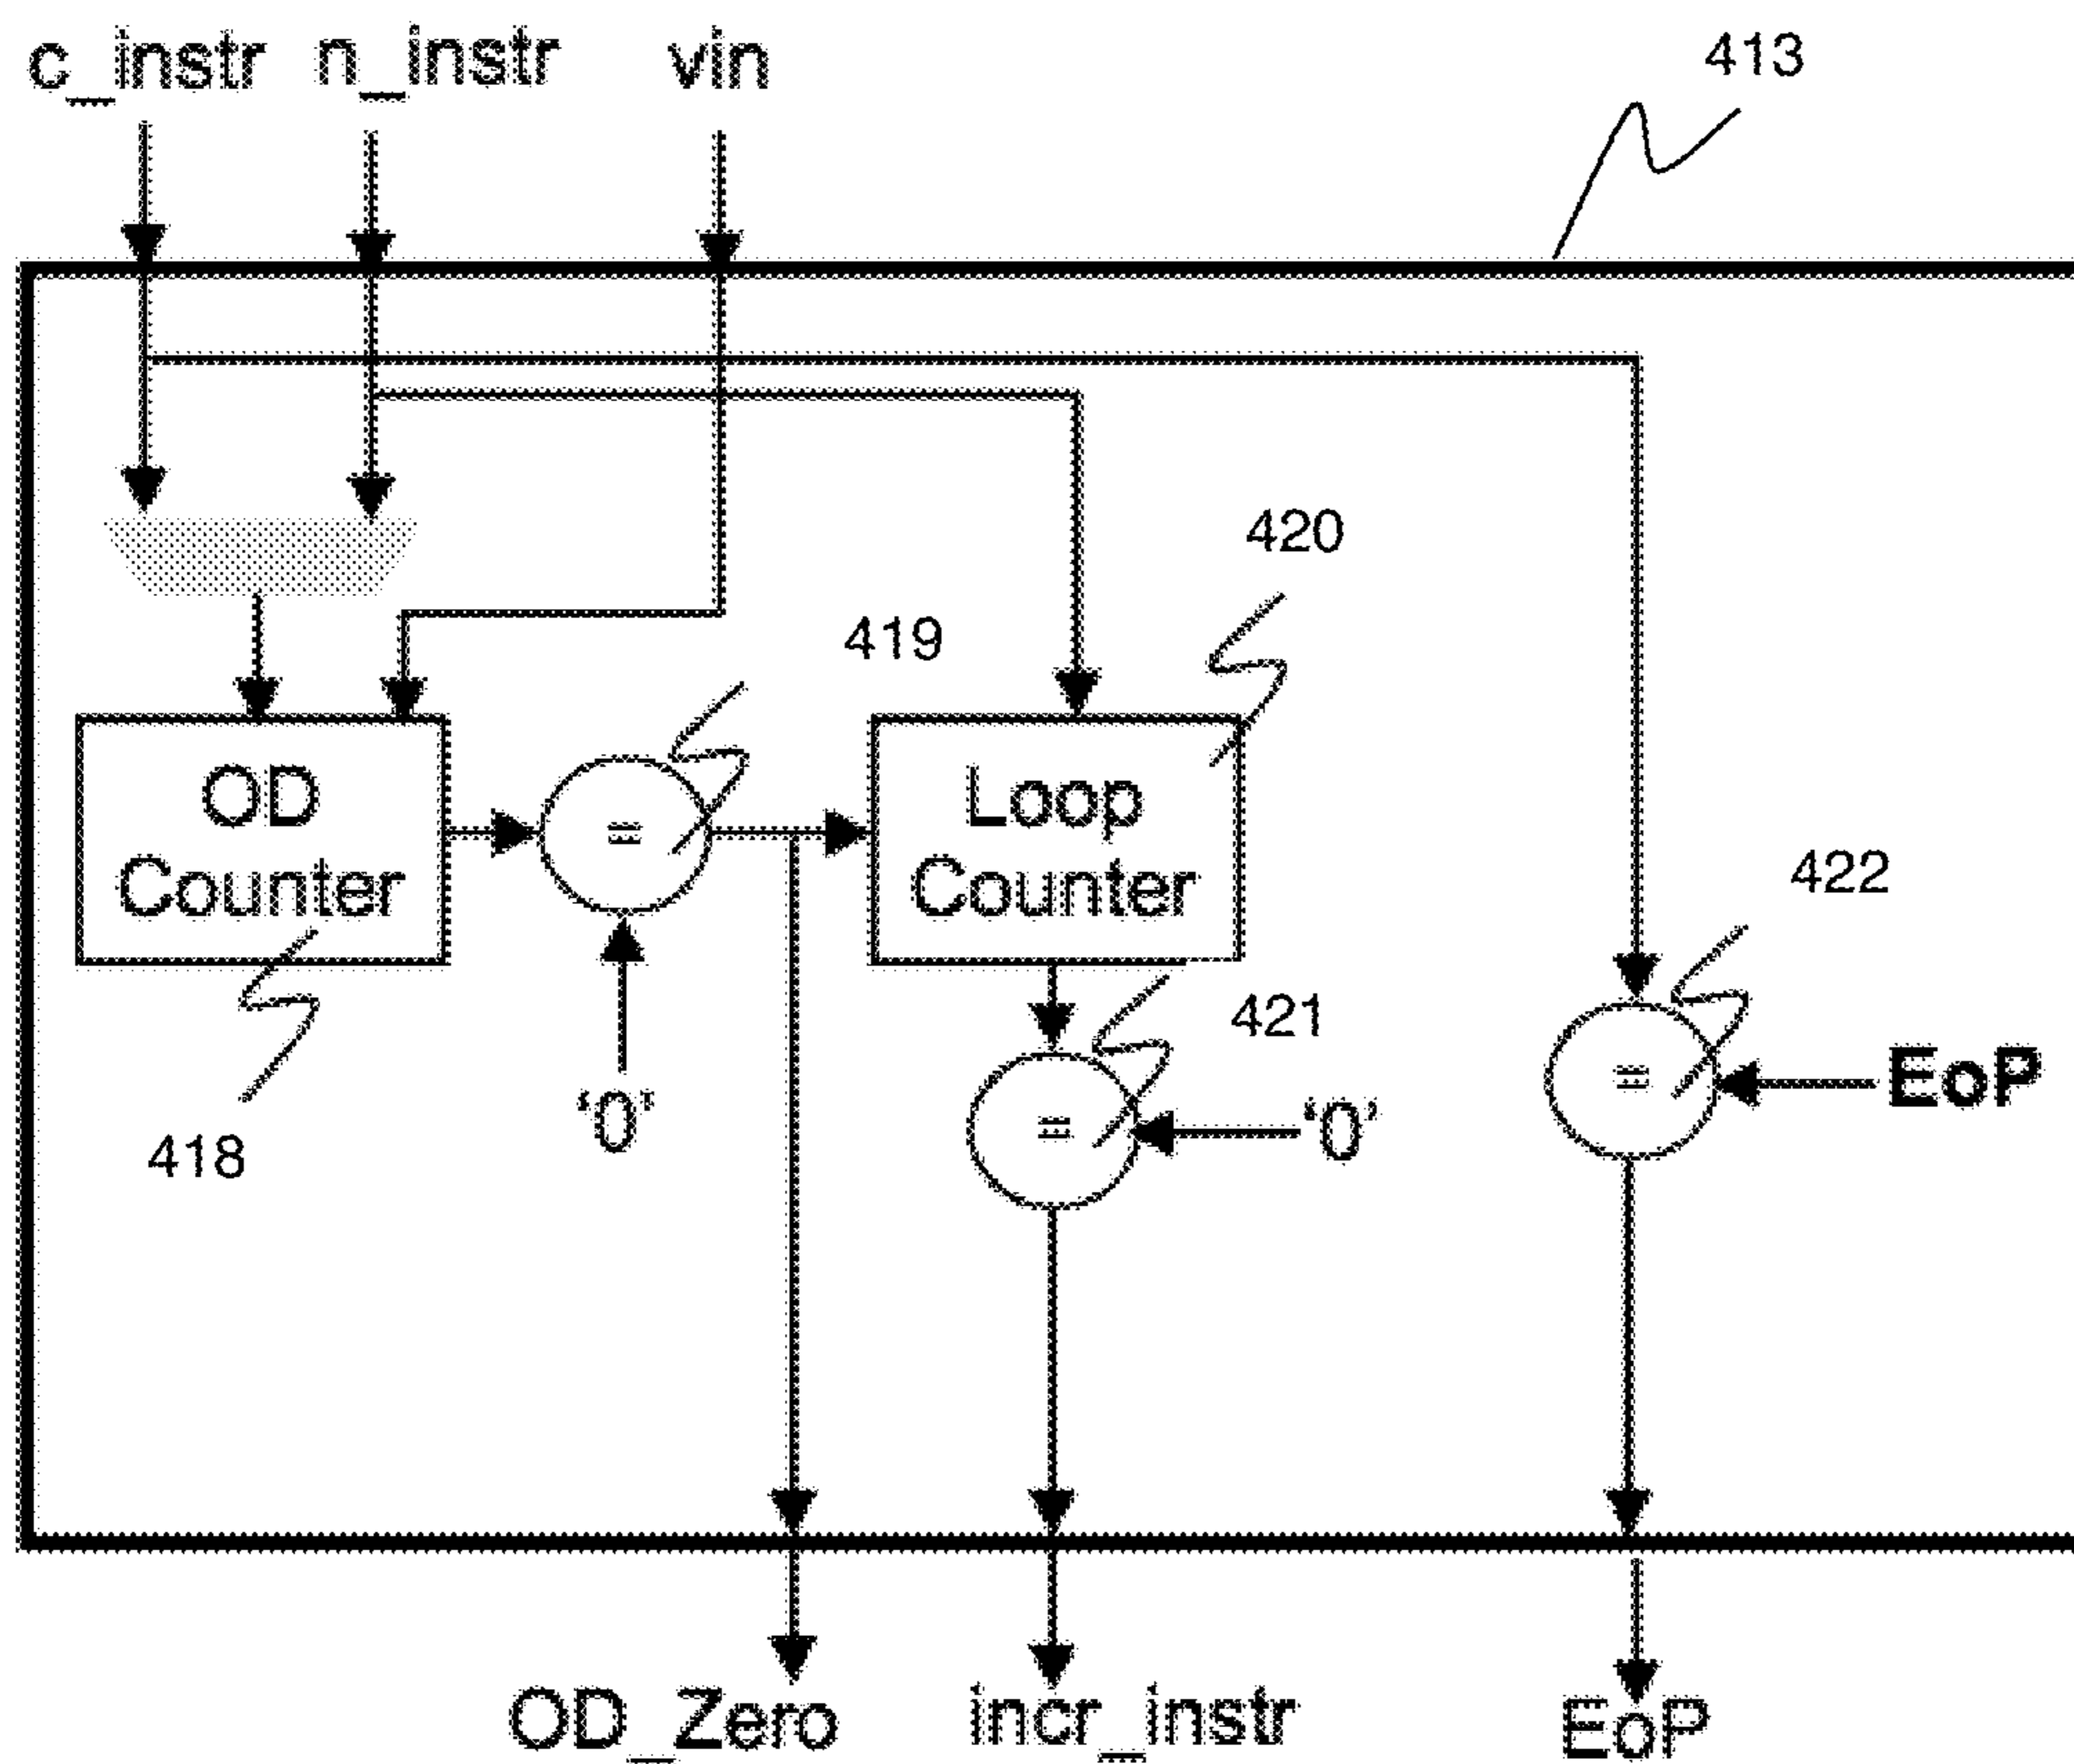 c_instr n_instr vin
413
420
419
OD
Counter
=
Loop
Counter
422
421
'0'
=
'0'
=
EoP
418
OD_Zero incr_instr EoP